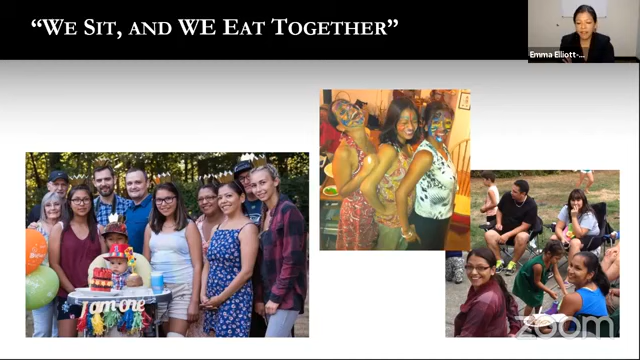 “WE SIT, AND WE EAT TOGETHER”
Emma Elliott-...
I am one
zoom